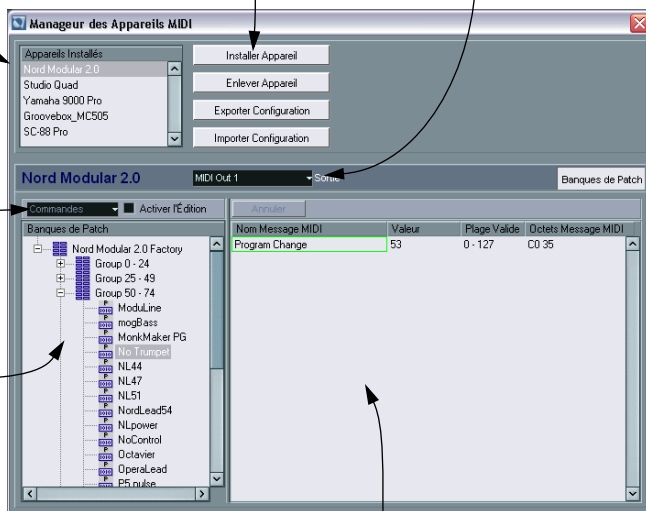 Manageur des Appareils MIDI
Appareils Installés
Nord Modular 2.0
Studio Quad
Yamaha 9000 Pro
Groovebox_MC505
SC-88 Pro
Installer Appareil
Enlever Appareil
Exporter Configuration
Importer Configuration
Nord Modular 2.0
MIDI Out 1
Sortie
Banques de Patch
Commandes
Activer l'Édition
Annuler
Banques de Patch
Nord Modular 2.0 Factory
Group 0 - 24
Group 25 - 49
Group 50 - 74
ModuLine
mogBass
MonkMaker PG
No Trumpet
NL44
NL47
NL51
NordLead54
NLpower
NoControl
Octavier
OperaLead
P5 pulse
Nom Message MIDI Valeur Plage Valide Octets Message MIDI
Program Change 53 0 - 127 C0 35